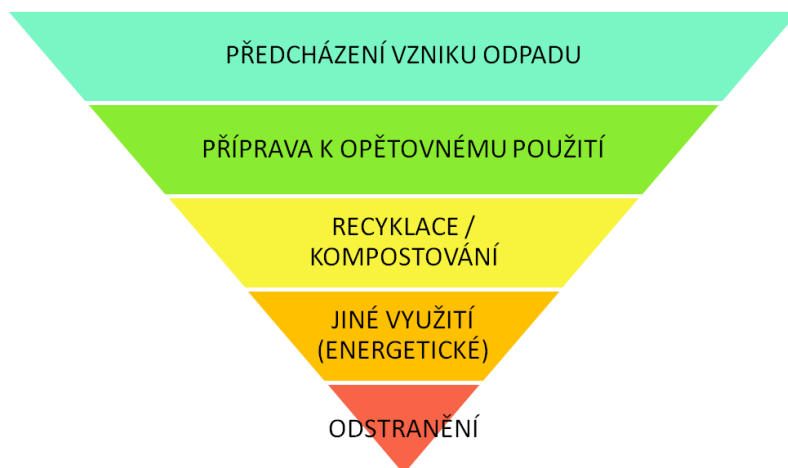 PŘEDCHÁZENÍ VZNIKU ODPADU
PŘÍPRAVA K OPĚTOVNÉMU POUŽITÍ
RECYKLACE /
KOMPOSTOVÁNÍ
JINÉ VYUŽITÍ
(ENERGETICKÉ)
ODSTRANĚNÍ